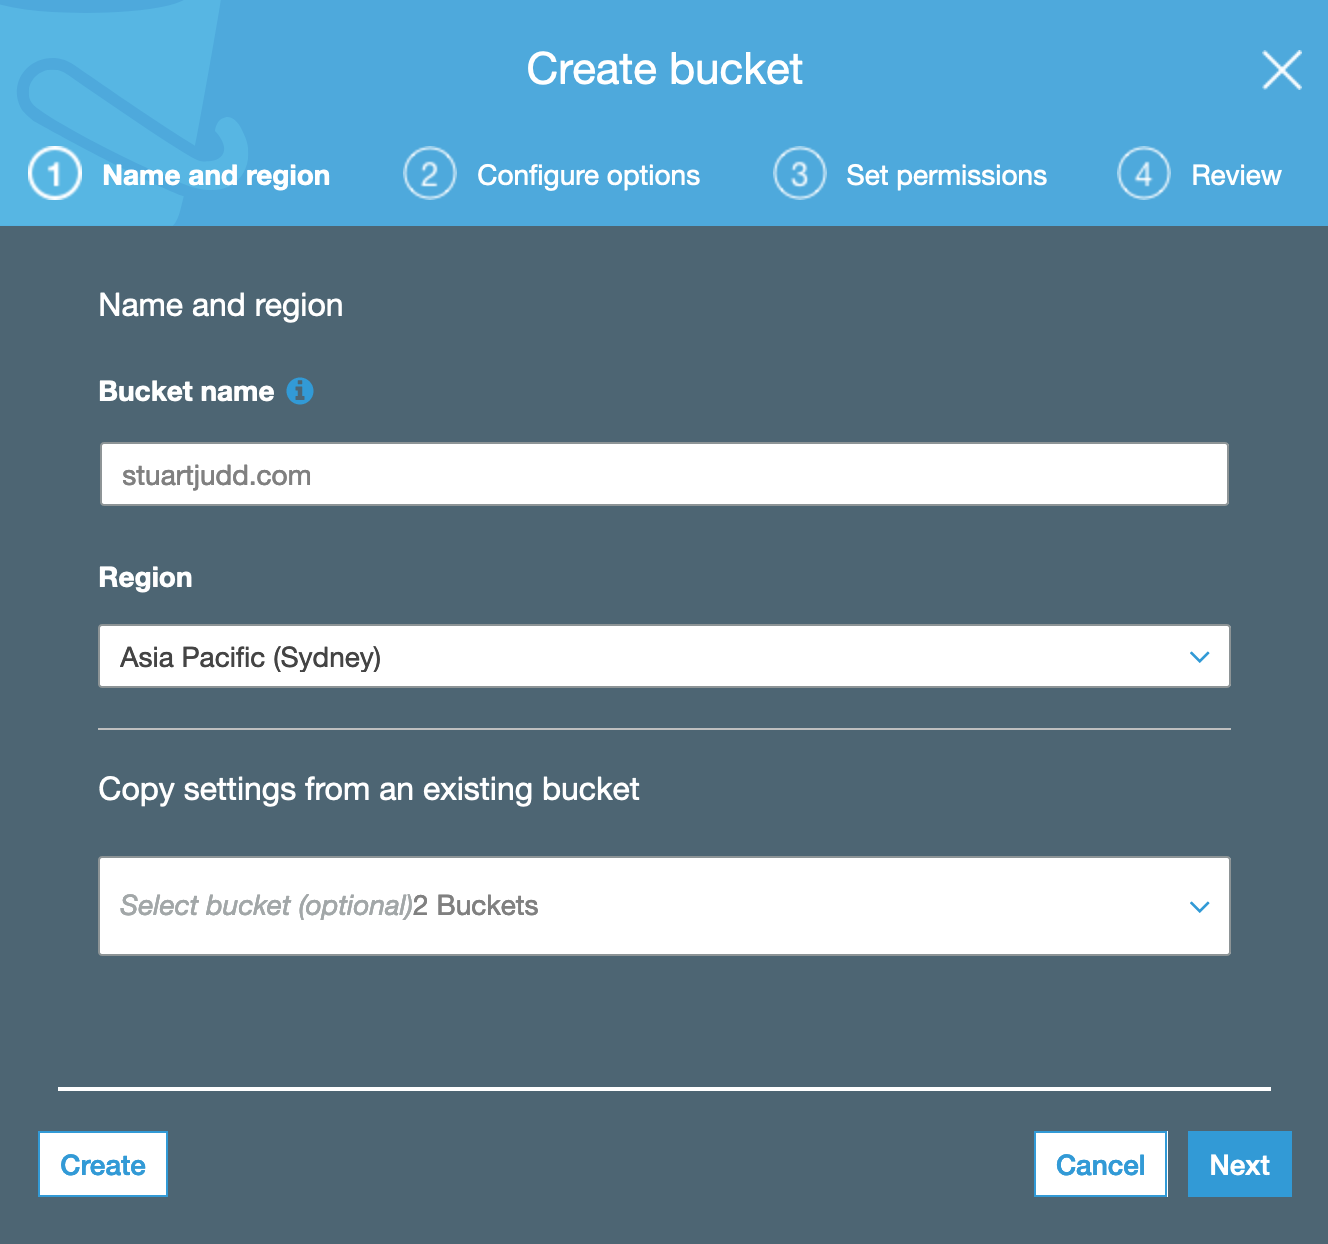 Create bucket
1 Name and region 2 Configure options 3 Set permissions 4 Review
Name and region
Bucket name
stuartjudd.com
Region
Asia Pacific (Sydney)
Copy settings from an existing bucket
Select bucket (optional)2 Buckets
Create Cancel Next